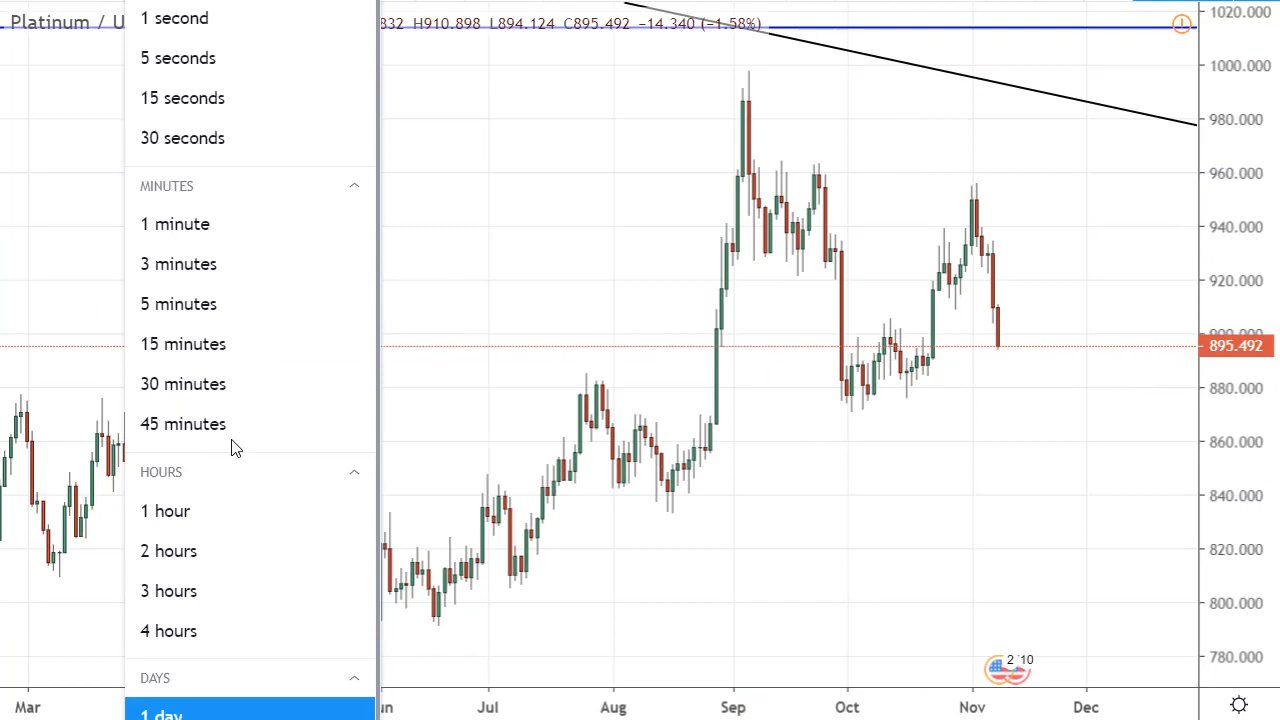 Platinum / U
832 H910.898 L894.124 C895.492 −14.340 (−1.58%)
1 second
5 seconds
15 seconds
30 seconds
MINUTES
1 minute
3 minutes
5 minutes
15 minutes
30 minutes
45 minutes
HOURS
1 hour
2 hours
3 hours
4 hours
DAYS
1 day
1020.000
1000.000
980.000
960.000
940.000
920.000
900.000
895.492
880.000
860.000
840.000
820.000
800.000
780.000
2 10
Mar
un
Jul
Aug
Sep
Oct
Nov
Dec